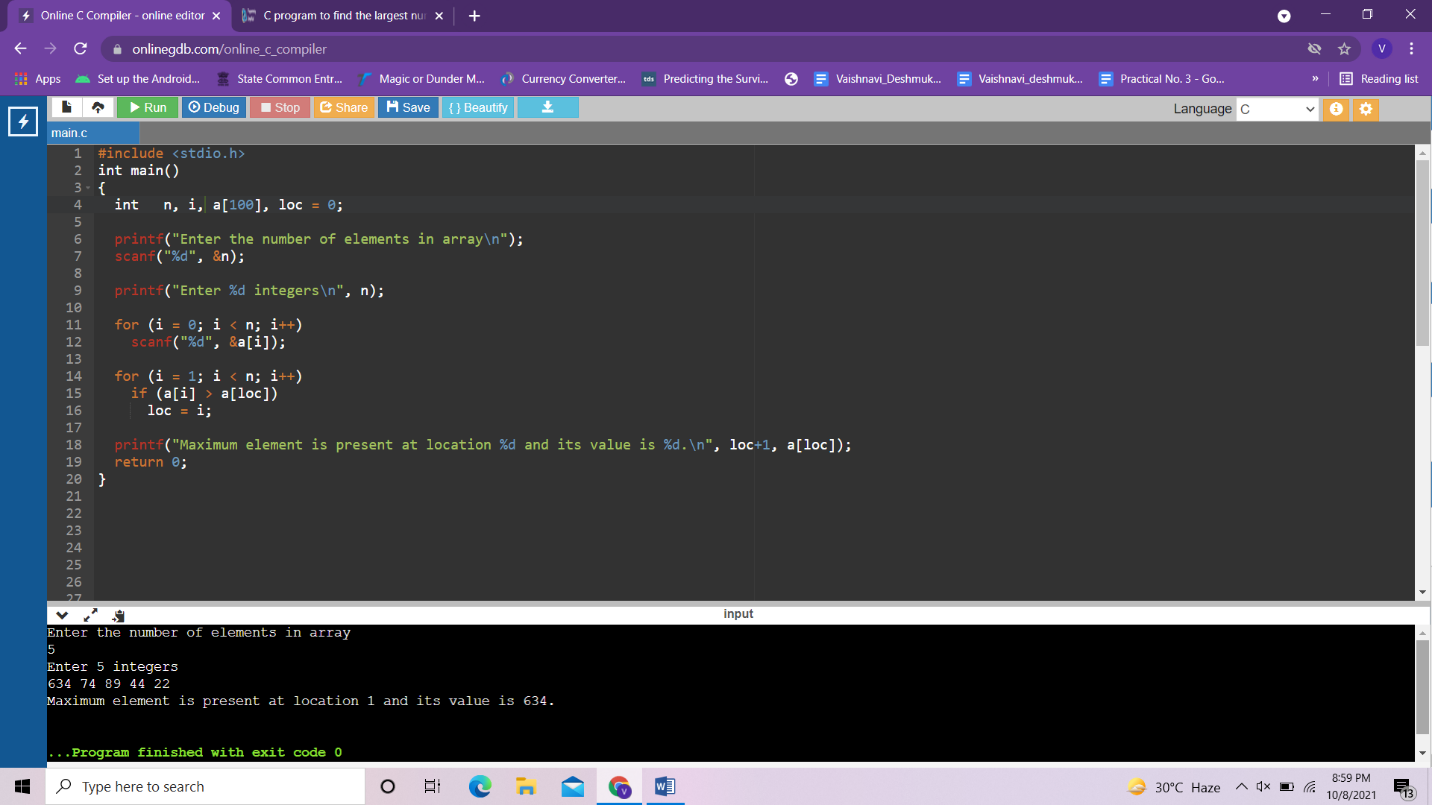 Online C Compiler - online editor
C program to find the largest nu
onlinegdb.com/online_c_compiler
V
Apps
Set up the Android...
State Common Entr...
Magic or Dunder M...
Currency Converter...
tds
Predicting the Survi...
Vaishnavi_Deshmuk...
Vaishnavi_deshmuk...
Practical No. 3 - Go...
»
Reading list
Run
Debug
Stop
Share
Save
{ } Beautify
Language C
main.c
1 #include <stdio.h>
2 int main()
3 {
4 int   n, i, a[100], loc = 0;
5
6 printf("Enter the number of elements in array\n");
7 scanf("%d", &n);
8
9 printf("Enter %d integers\n", n);
10
11 for (i = 0; i < n; i++)
12 scanf("%d", &a[i]);
13
14 for (i = 1; i < n; i++)
15 if (a[i] > a[loc])
16 loc = i;
17
18 printf("Maximum element is present at location %d and its value is %d.\n", loc+1, a[loc]);
19 return 0;
20 }
21
22
23
24
25
26
27
input
Enter the number of elements in array
5
Enter 5 integers
634 74 89 44 22
Maximum element is present at location 1 and its value is 634.
...Program finished with exit code 0
Type here to search
V
W
30°C Haze
8:59 PM
10/8/2021
13